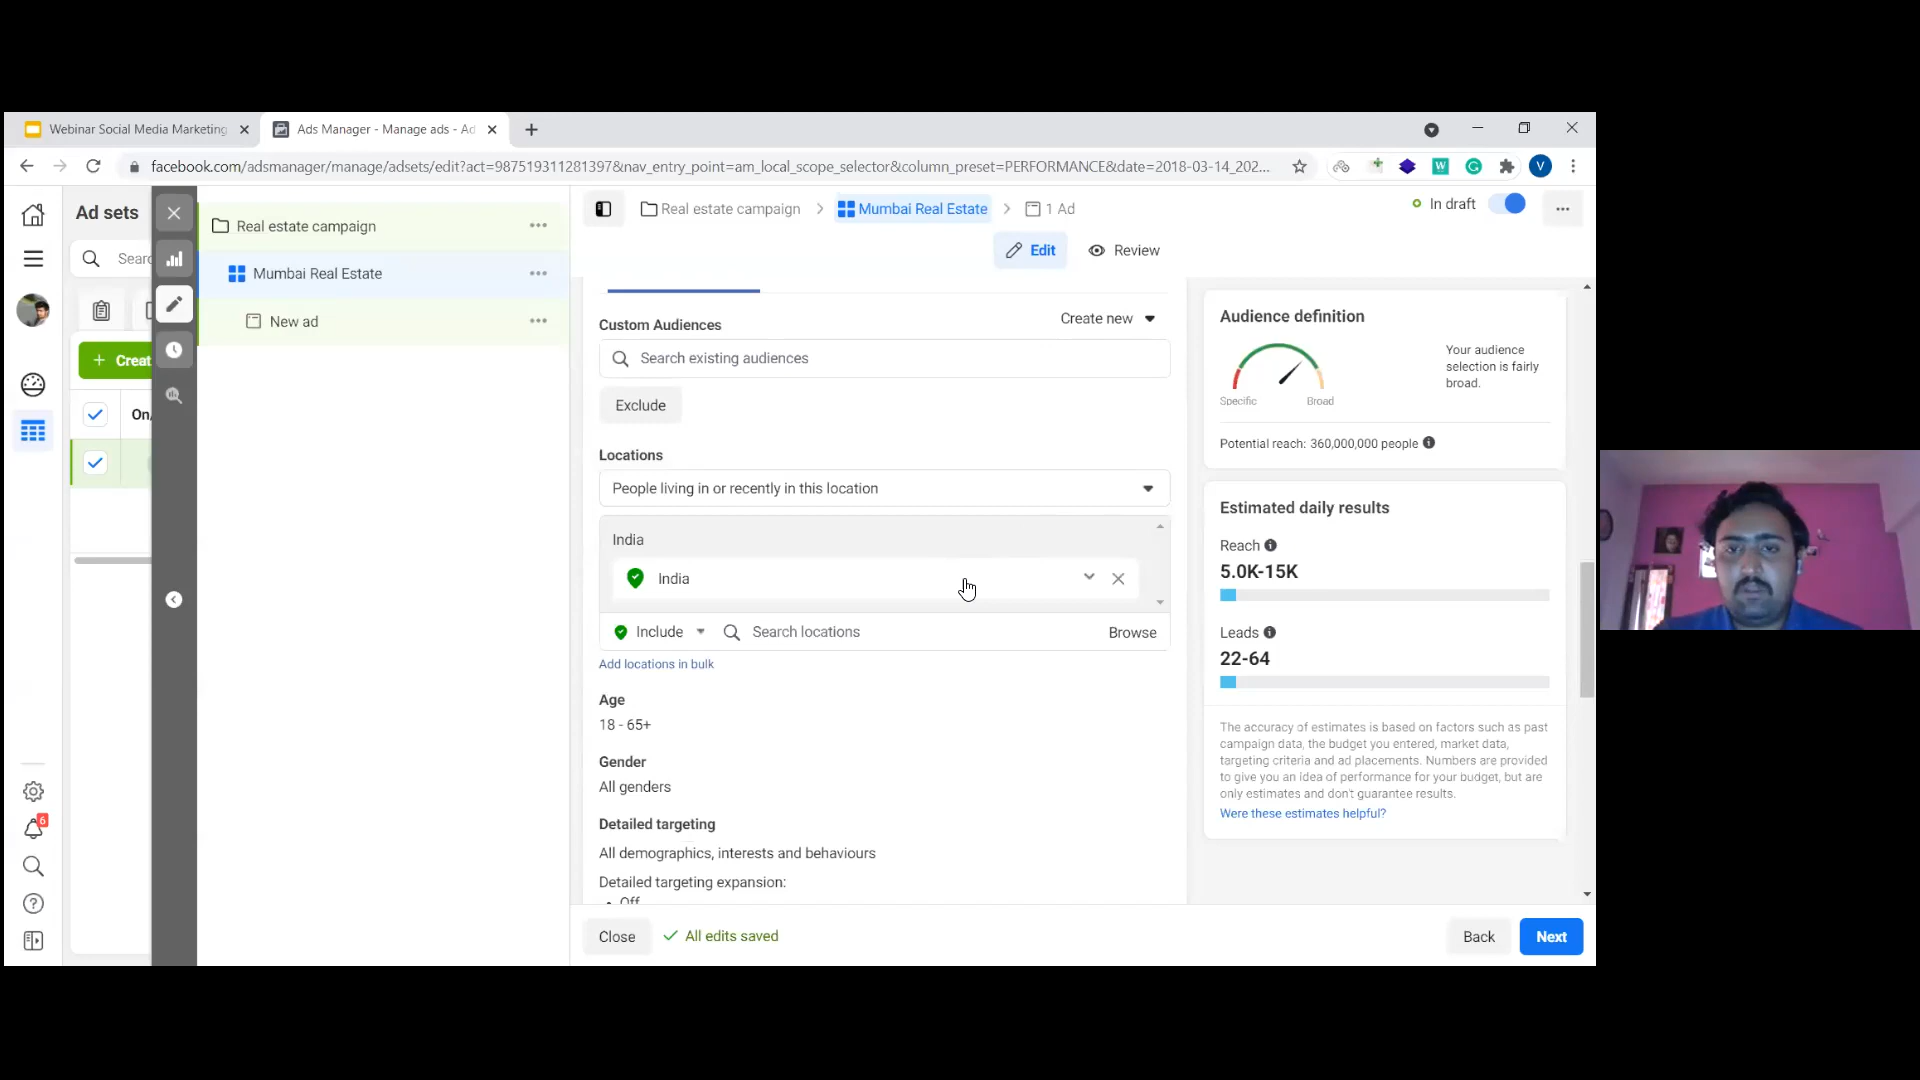 Webinar Social Media Marketing
Ads Manager - Manage ads - Ad
facebook.com/adsmanager/manage/adsets/edit?act=987519311281397&nav_entry_point=am_local_scope_selector&column_preset=PERFORMANCE&date=2018-03-14_202...
W
V
Ad sets
Real estate campaign
Real estate campaign
Mumbai Real Estate
1 Ad
In draft
Searc
Mumbai Real Estate
Edit
Review
New ad
+ Creat
On/
Custom Audiences
Create new
Search existing audiences
Exclude
Locations
People living in or recently in this location
India
India
Include
Search locations
Browse
Add locations in bulk
Age
18 - 65+
Gender
All genders
Detailed targeting
All demographics, interests and behaviours
Detailed targeting expansion:
• Off
Audience definition
Your audience
selection is fairly
broad.
Specific
Broad
Potential reach: 360,000,000 people
Estimated daily results
Reach
5.0K-15K
Leads
22-64
The accuracy of estimates is based on factors such as past
campaign data, the budget you entered, market data,
targeting criteria and ad placements. Numbers are provided
to give you an idea of performance for your budget, but are
only estimates and don't guarantee results.
Were these estimates helpful?
6
Close
All edits saved
Back
Next